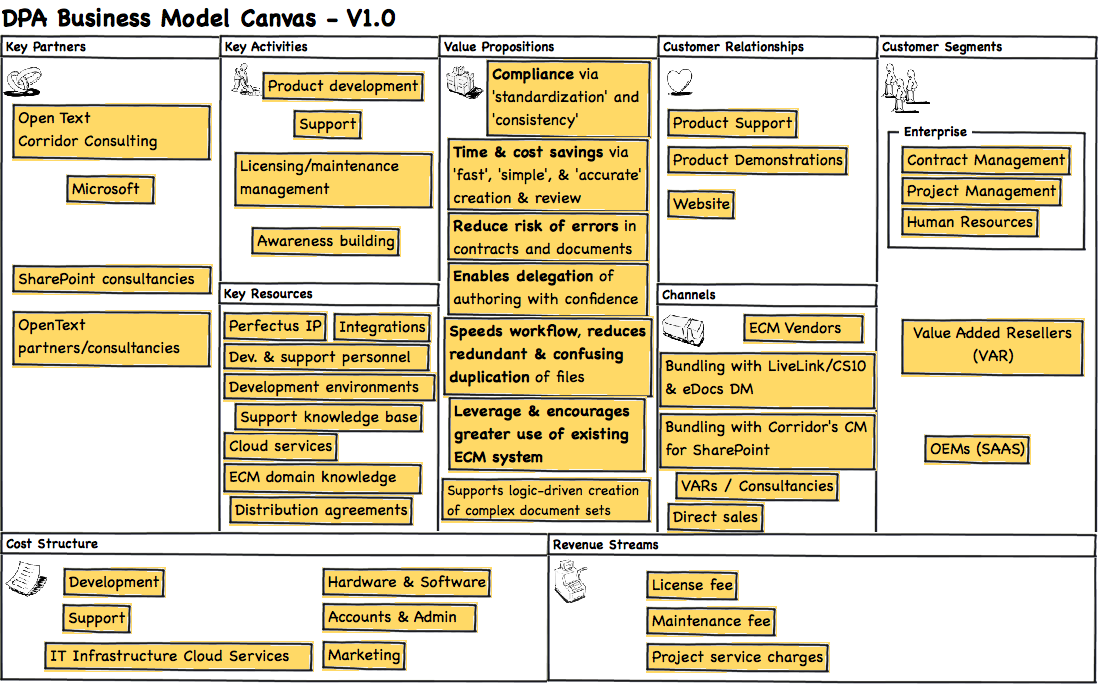 DPA Business Model Canvas - V1.0
Key Partners
Open Text
Corridor Consulting
Microsoft
SharePoint consultancies
OpenText
partners/consultancies
Key Activities
Product development
Support
Licensing/maintenance
management
Awareness building
Key Resources
Perfectus IP
Integrations
Dev. & support personnel
Development environments
Support knowledge base
Cloud services
ECM domain knowledge
Distribution agreements
Value Propositions
Compliance via
'standardization' and
'consistency'
Time & cost savings via
'fast', 'simple', & 'accurate'
creation & review
Reduce risk of errors in
contracts and documents
Enables delegation of
authoring with confidence
Speeds workflow, reduces
redundant & confusing
duplication of files
Leverage & encourages
greater use of existing
ECM system
Supports logic-driven creation
of complex document sets
Customer Relationships
Product Support
Product Demonstrations
Website
Channels
ECM Vendors
Bundling with LiveLink/CS10
& eDocs DM
Bundling with Corridor's CM
for SharePoint
VARs / Consultancies
Direct sales
Customer Segments
Enterprise
Contract Management
Project Management
Human Resources
Value Added Resellers
(VAR)
OEMs (SAAS)
Cost Structure
Development
Support
IT Infrastructure Cloud Services
Hardware & Software
Accounts & Admin
Marketing
Revenue Streams
License fee
Maintenance fee
Project service charges